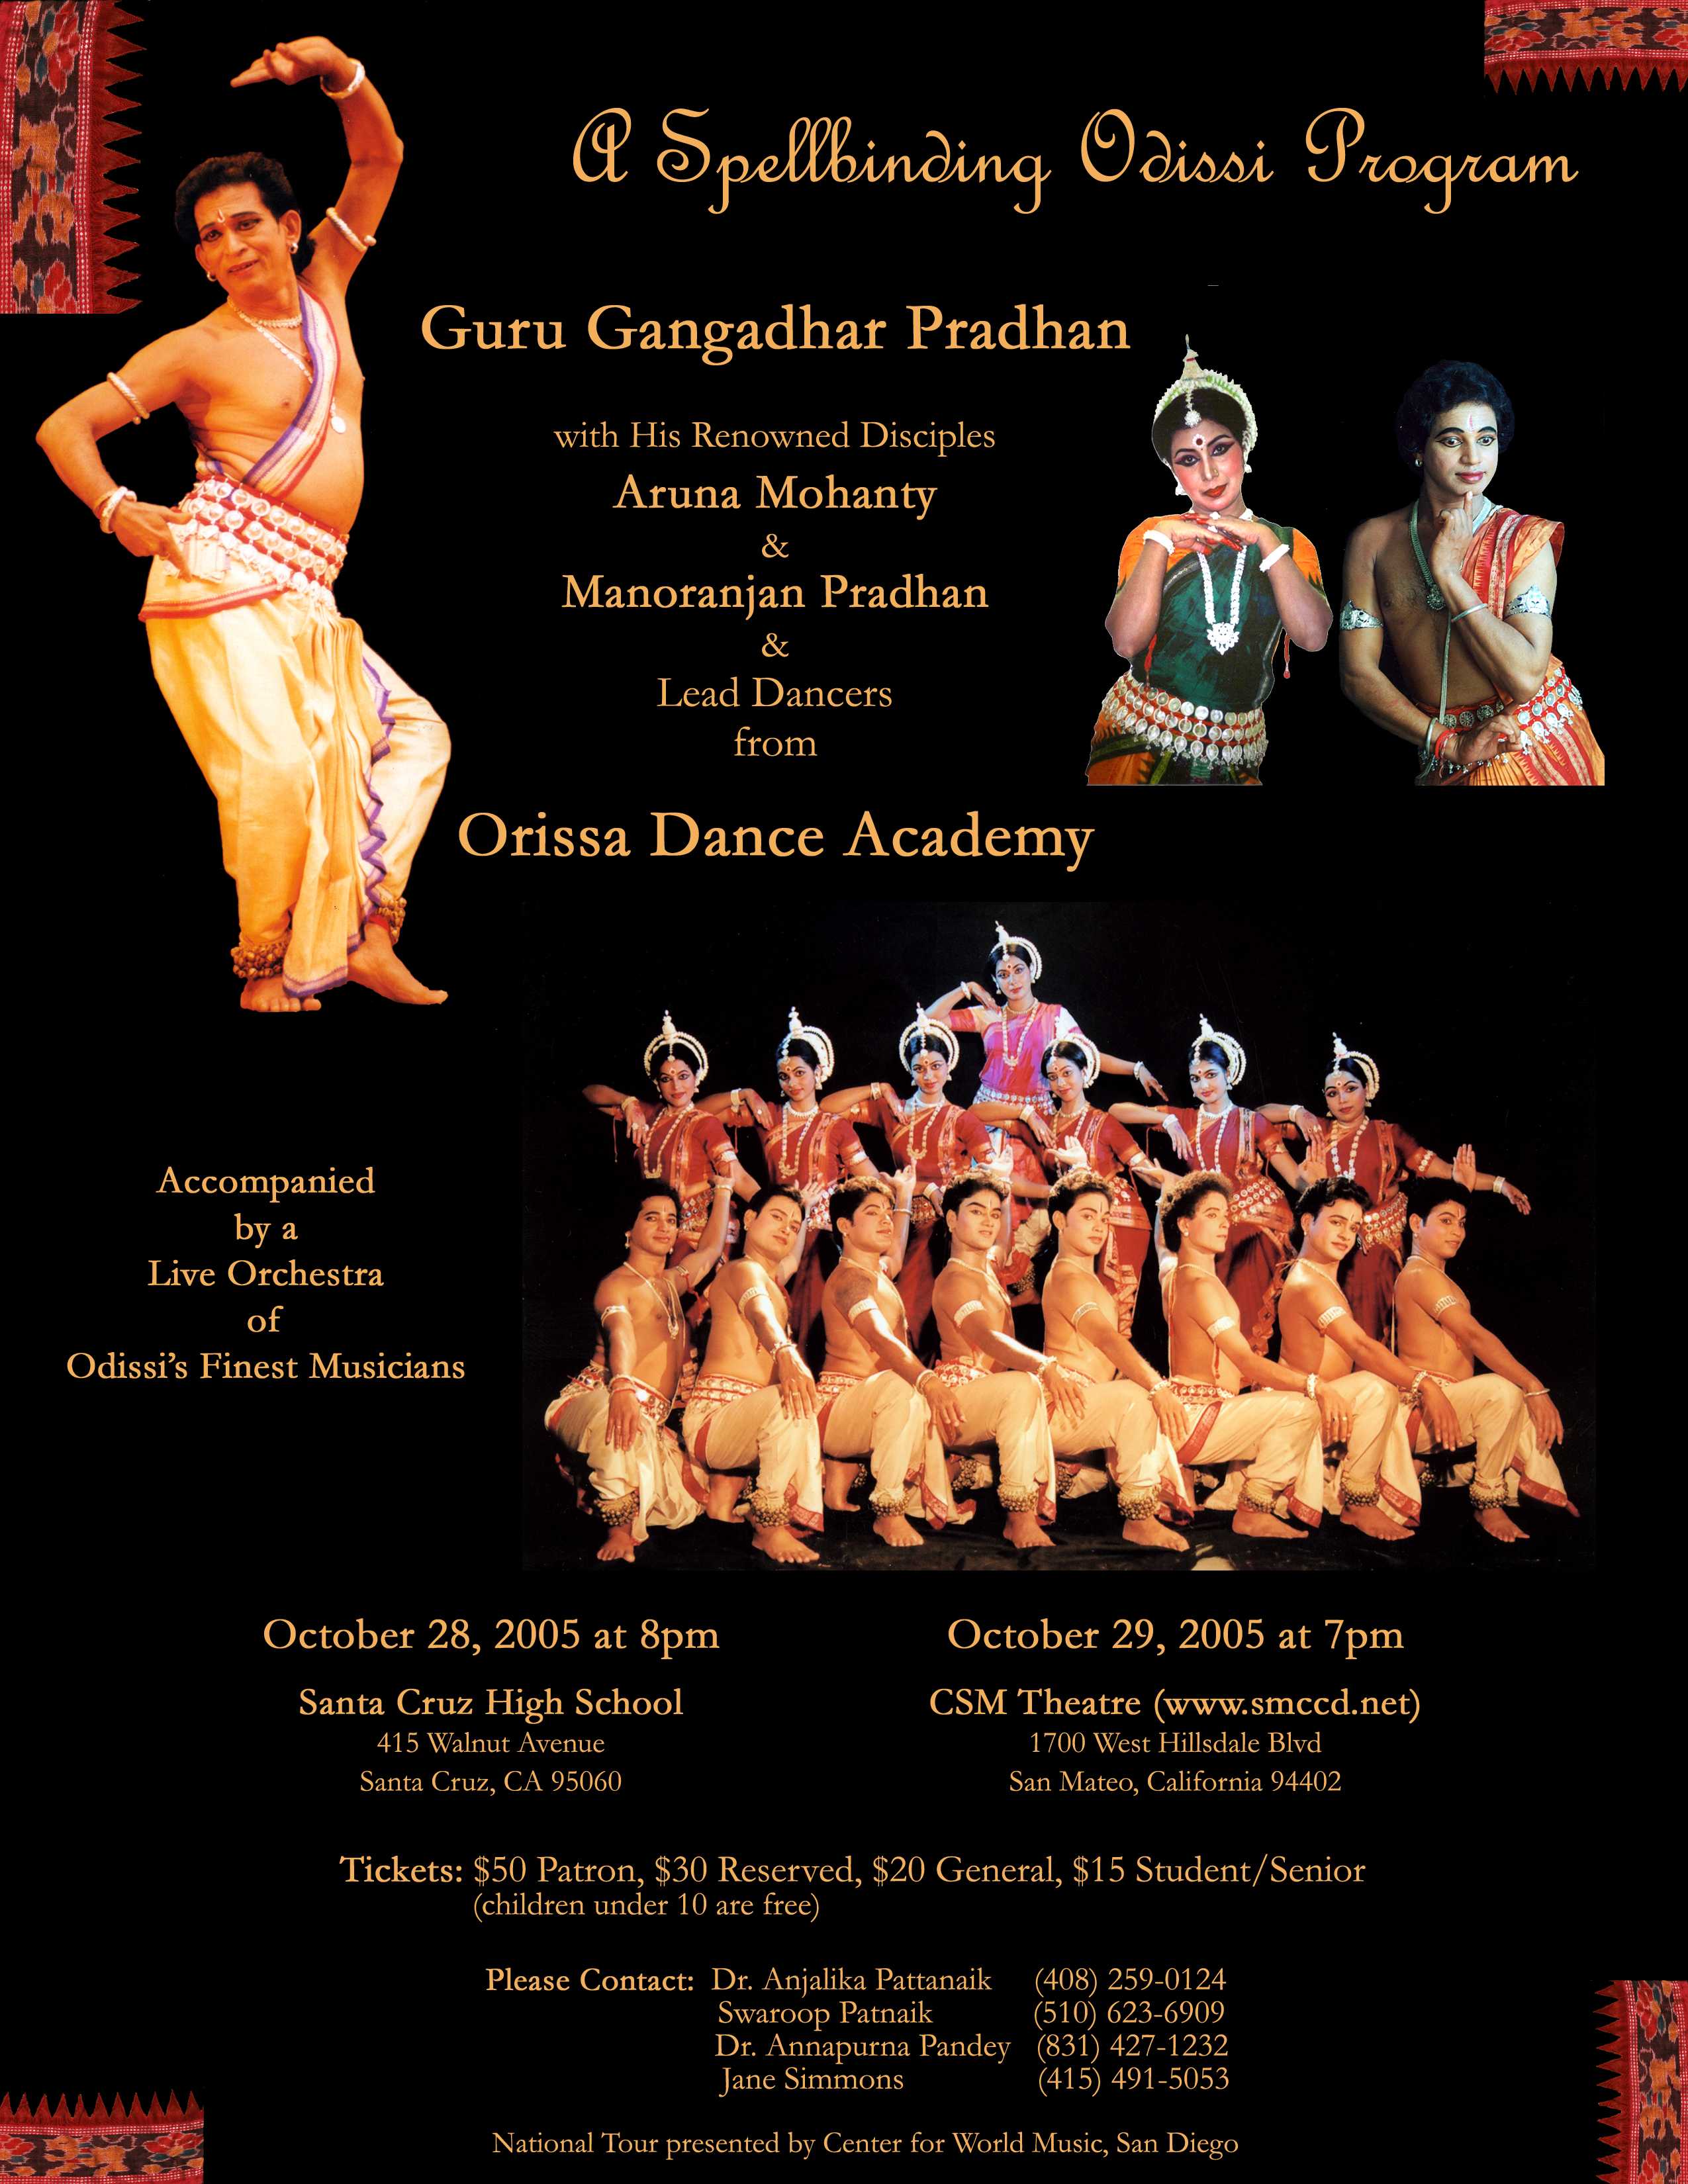 A Spellbinding Odissi Program
Guru Gangadhar Pradhan
with His Renowned Disciples
Aruna Mohanty
&
Manoranjan Pradhan
&
Lead Dancers
from
Orissa Dance Academy
Accompanied
by a
Live Orchestra
of
Odissi’s Finest Musicians
October 28, 2005 at 8pm
Santa Cruz High School
415 Walnut Avenue
Santa Cruz, CA 95060
October 29, 2005 at 7pm
CSM Theatre (www.smccd.net)
1700 West Hillsdale Blvd
San Mateo, California 94402
Tickets: $50 Patron, $30 Reserved, $20 General, $15 Student/Senior
(children under 10 are free)
Please Contact: Dr. Anjalika Pattanaik (408) 259-0124
Swaroop Patnaik (510) 623-6909
Dr. Annapurna Pandey (831) 427-1232
Jane Simmons (415) 491-5053
National Tour presented by Center for World Music, San Diego